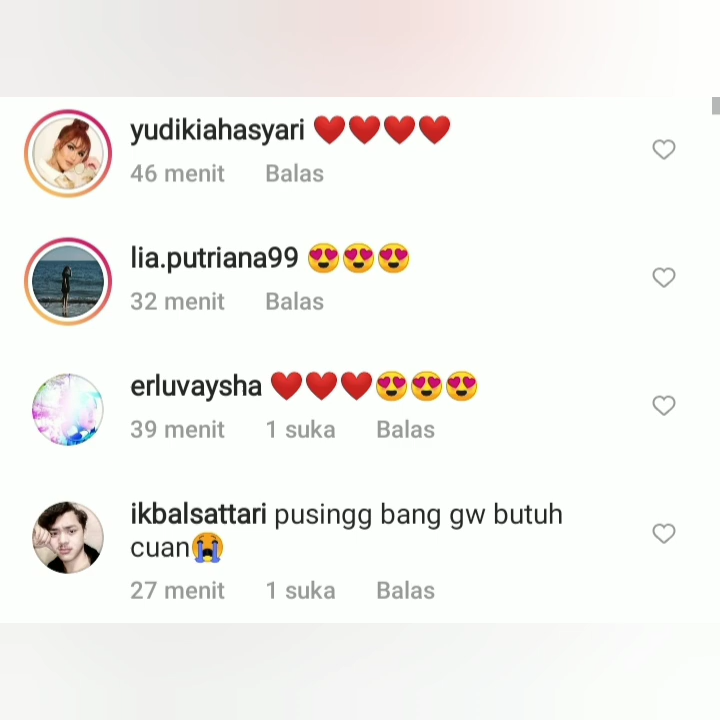 yudikiahasyari ❤️❤️❤️❤️
46 menit Balas
lia.putriana99 😍😍😍
32 menit Balas
erluvaysha ❤️❤️❤️😍😍😍
39 menit 1 suka Balas
ikbalsattari pusingg bang gw butuh
cuan😭
27 menit 1 suka Balas